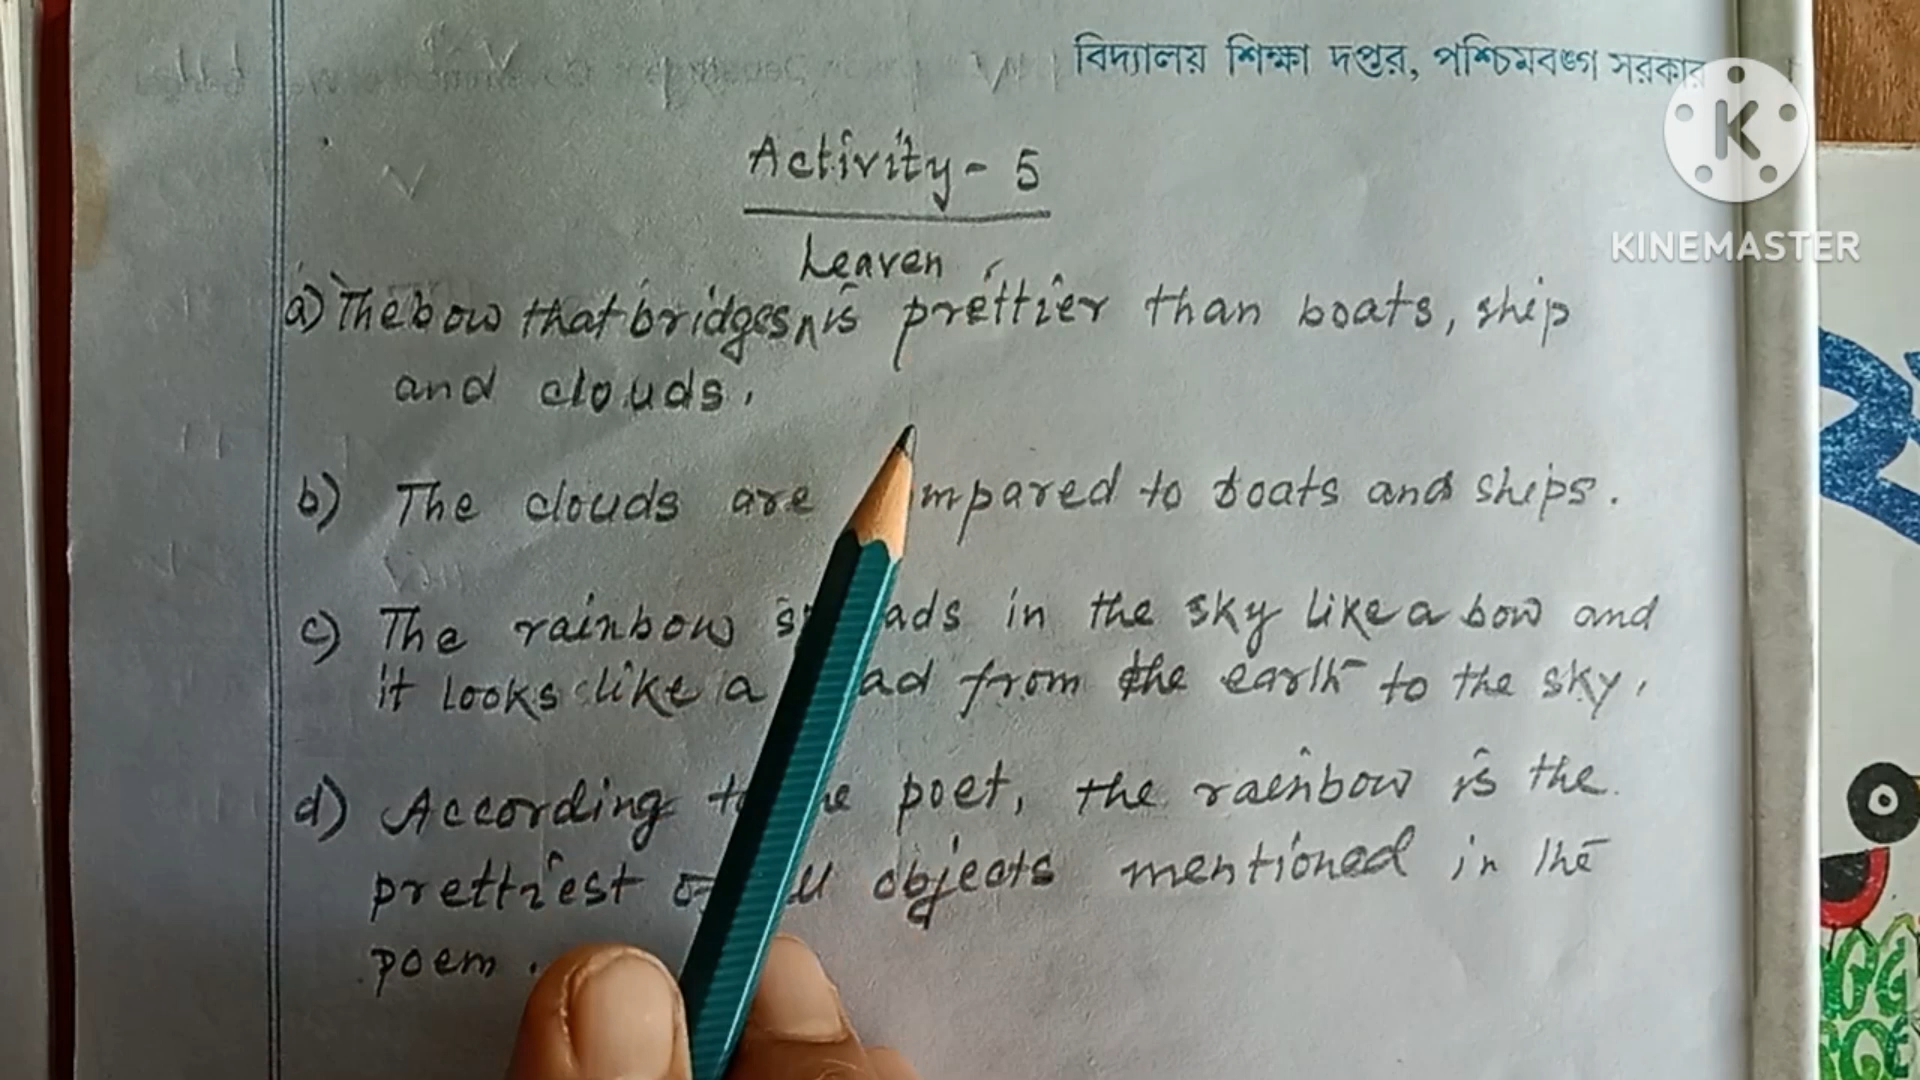 বিদ্যালয় শিক্ষা দপ্তর, পশ্চিমবঙ্গ সরকার
K
KINEMASTER
Activity - 5
heaven
a) The bow that bridges ^ is prettier than boats, ship
and clouds.
b) The clouds are compared to boats and ships.
c) The rainbow in the sky like a bow and
it looks like a from the earth to the sky.
d) According the poet, the rainbow is the
prettiest objects mentioned in the
poem.